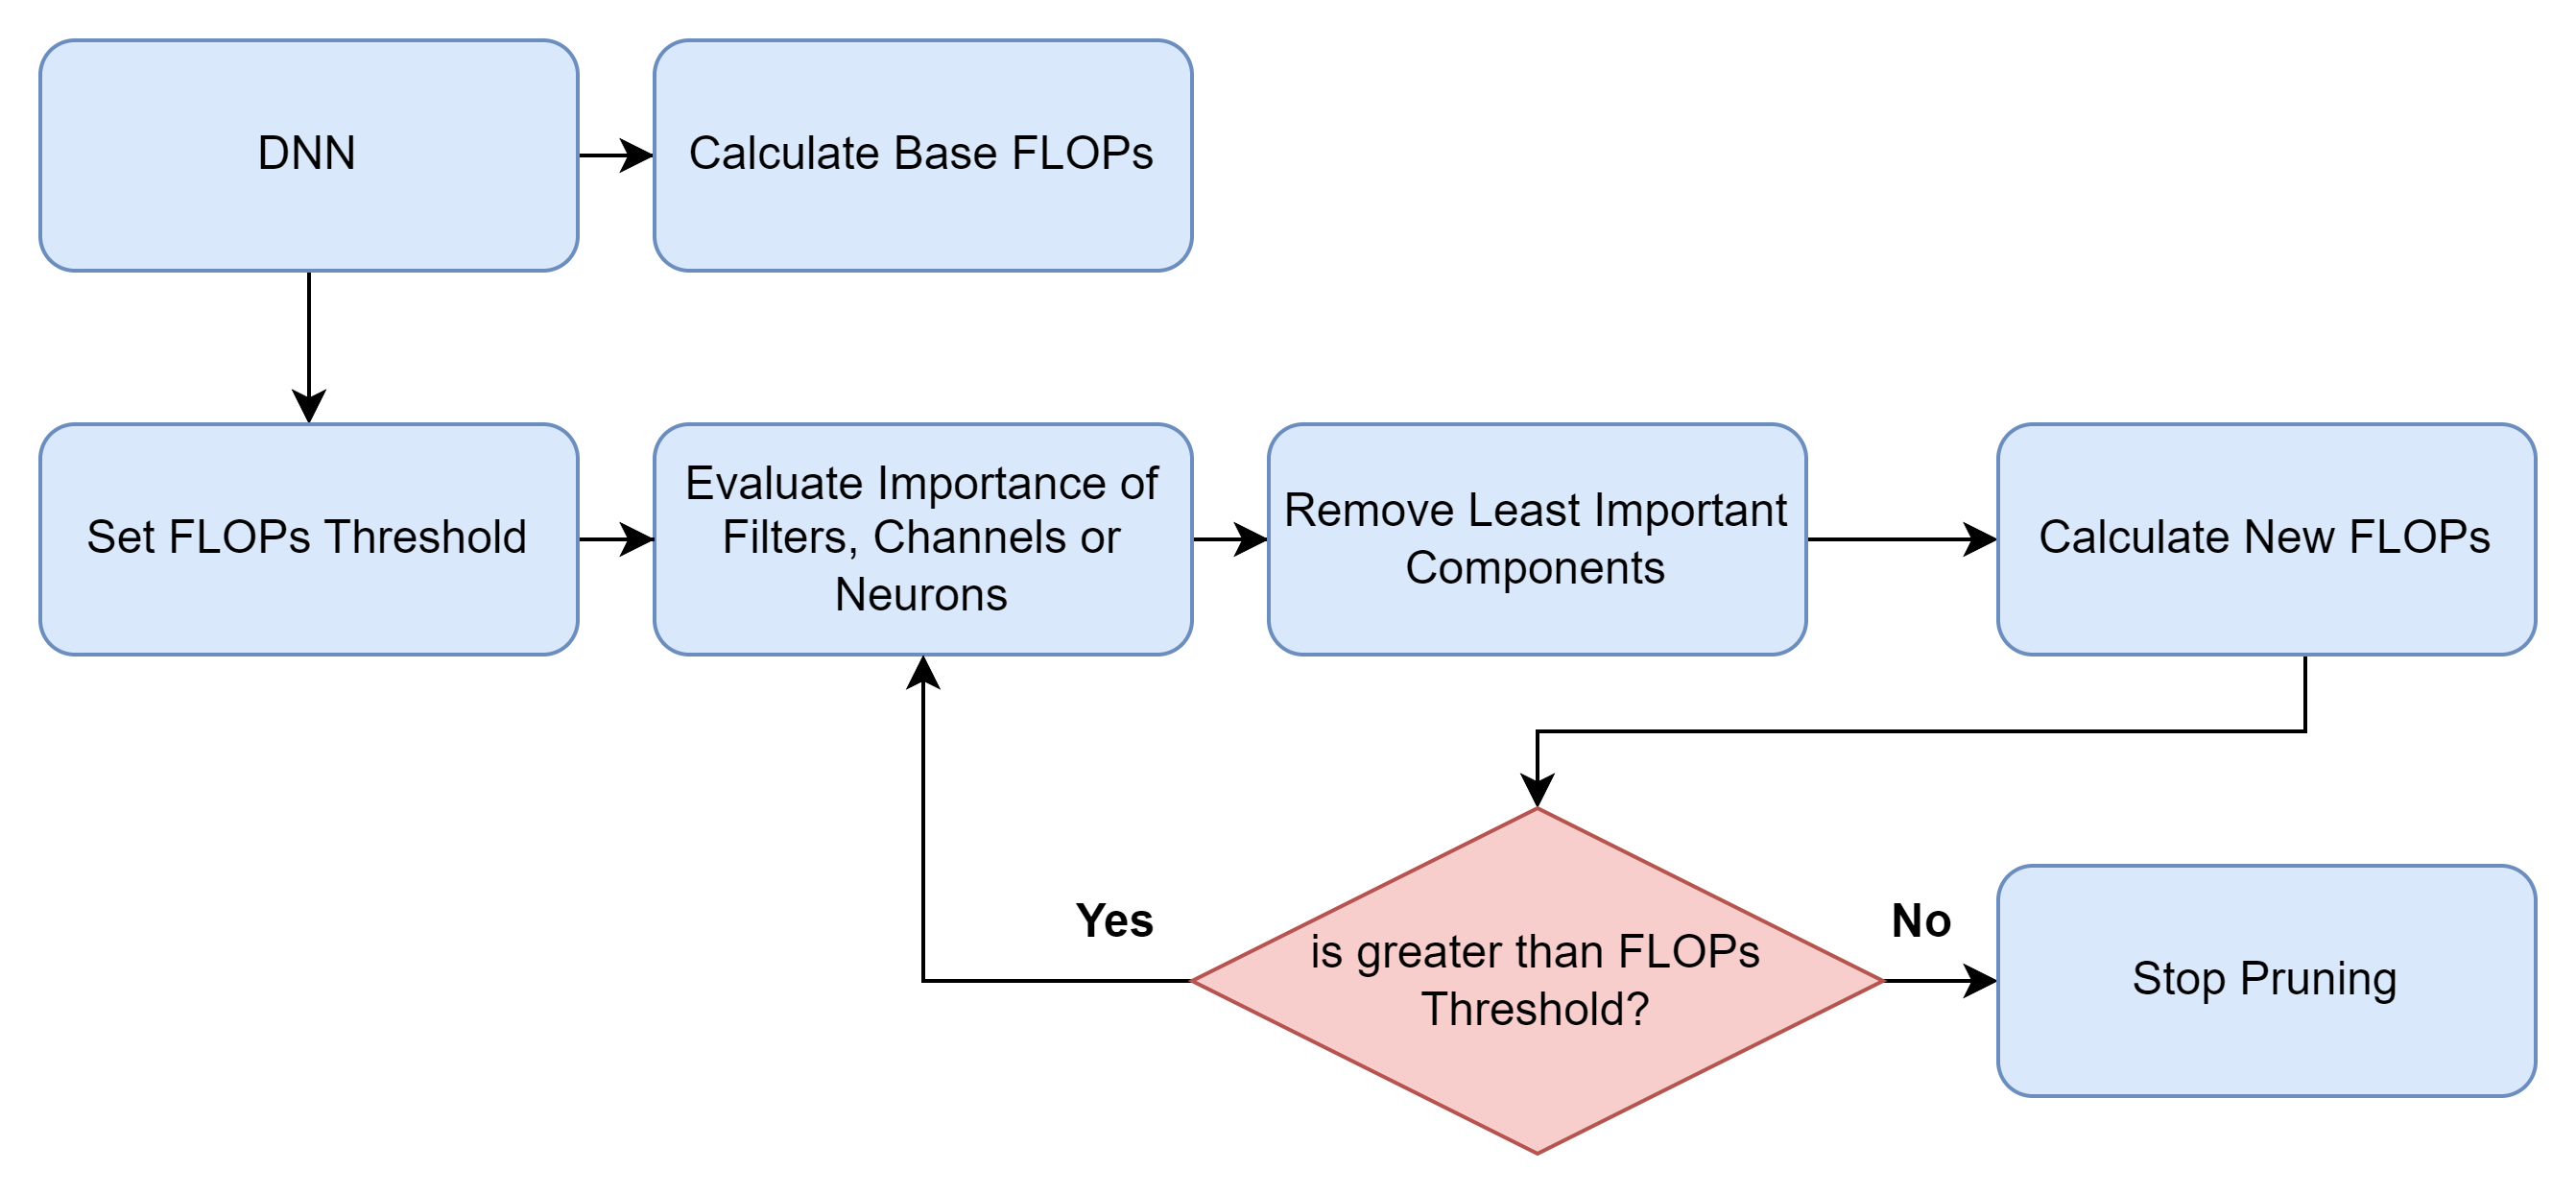 DNN
Calculate Base FLOPs
Set FLOPs Threshold
Evaluate Importance of
Filters, Channels or
Neurons
Remove Least Important
Components
Calculate New FLOPs
Yes
is greater than FLOPs
Threshold?
No
Stop Pruning